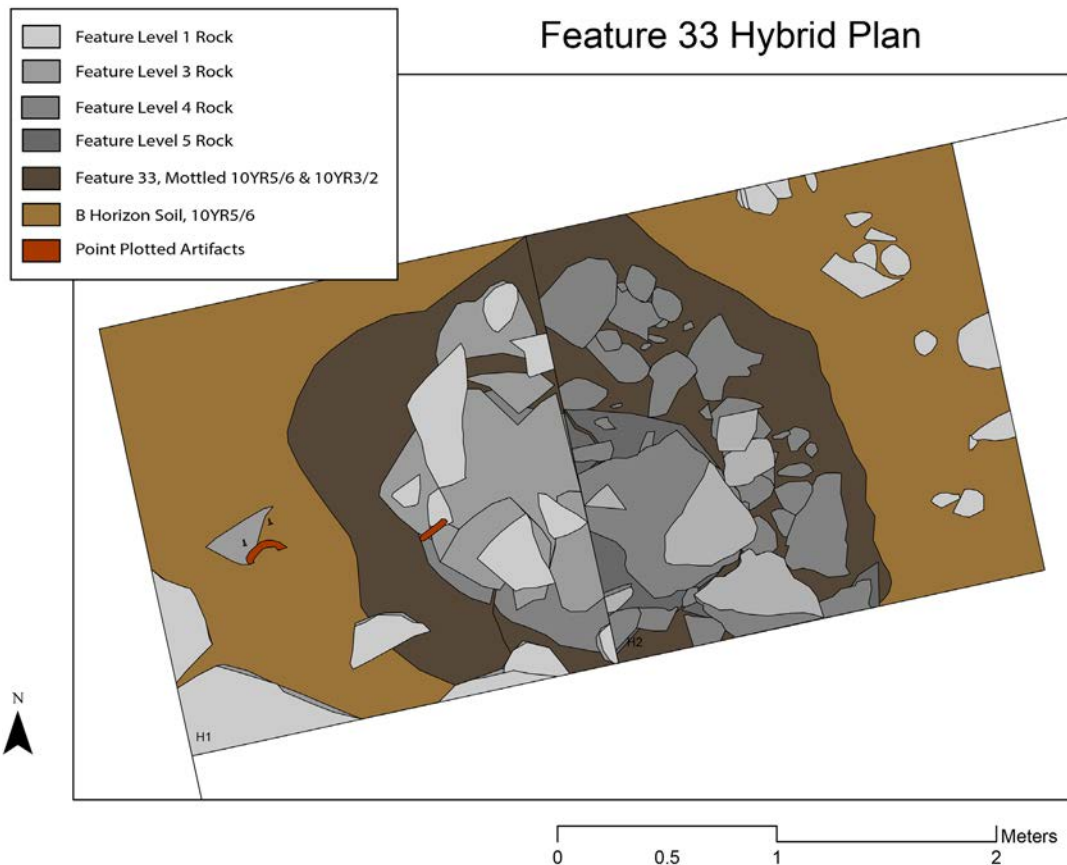 Feature 33 Hybrid Plan
Feature Level 1 Rock
Feature Level 3 Rock
Feature Level 4 Rock
Feature Level 5 Rock
Feature 33, Mottled 10YR5/6 & 10YR3/2
B Horizon Soil, 10YR5/6
Point Plotted Artifacts
1
1
H2
N
H1
Meters
0 0.5 1 2